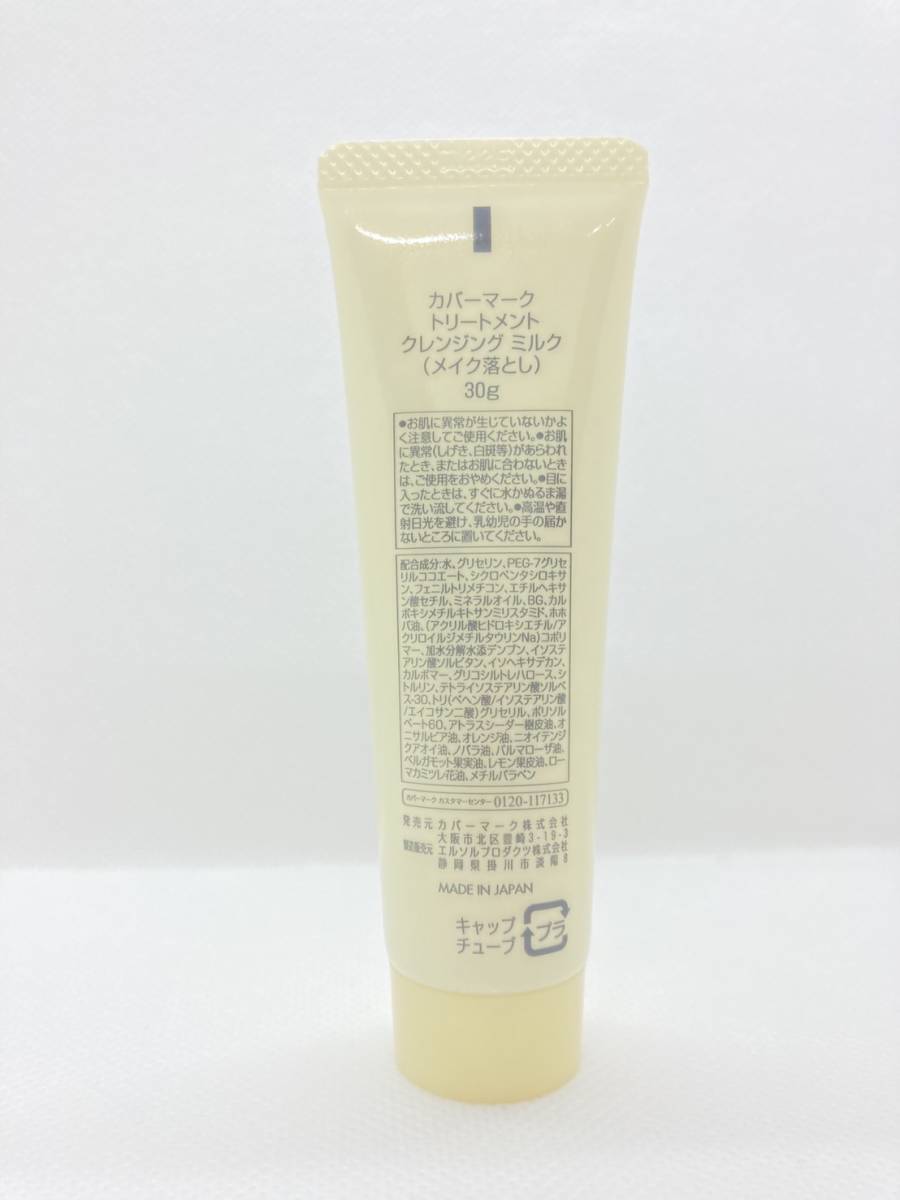 カバーマーク
トリートメント
クレンジング ミルク
(メイク落とし)
30g
●お肌に異常が生じていないかよ
く注意してご使用ください。●お肌
に異常(しげき、白斑等)があらわれ
たとき、またはお肌に合わないとき
は、ご使用をおやめください。●目に
入ったときは、すぐに水かぬるま湯
で洗い流してください。●高温や直
射日光を避け、乳幼児の手の届か
ないところに置いてください。
配合成分:水、グリセリン、PEG-7グリセ
リルココエート、シクロペンタシロキサ
ン、フェニルトリメチコン、エチルヘキサ
ン酸セチル、ミネラルオイル、BG、カル
ボキシメチルキトサンミリスタミド、ホホ
バ油、(アクリル酸ヒドロキシエチル/ア
クリロイルジメチルタウリンNa)コポリ
マー、加水分解水添デンプン、イソステ
アリン酸ソルビタン、イソヘキサデカン、
カルボマー、グリコシルトレハロース、シ
トルリン、テトライソステアリン酸ソルベ
ス-30、トリ(ベヘン酸/イソステアリン酸
/エイコサン二酸)グリセリル、ポリソル
ベート60、アトラスシーダー樹皮油、オ
ニサルビア油、オレンジ油、ニオイテンジ
クアオイ油、ノバラ油、パルマローザ油、
ベルガモット果実油、レモン果皮油、ロー
マカミツレ花油、メチルパラベン
カバーマーク カスタマーセンター 0120-117133
発売元 カバーマーク株式会社
大阪市北区豊崎3-19-3
製造販売元 エルソルプロダクツ株式会社
静岡県掛川市淡陽8
MADE IN JAPAN
キャップ
チューブ
プラ